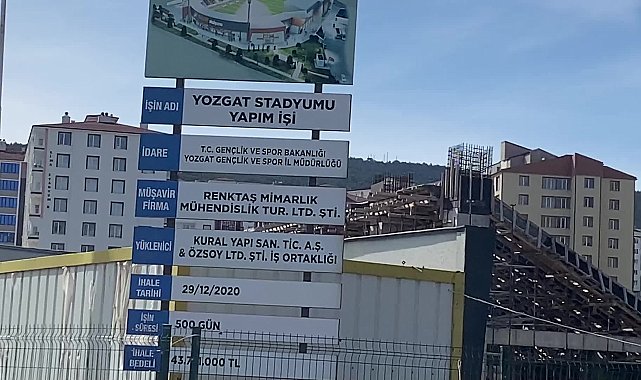 İŞİN ADI
YOZGAT STADYUMU
YAPIM İŞİ
İDARE
T.C. GENÇLİK VE SPOR BAKANLIĞI
YOZGAT GENÇLİK VE SPOR İL MÜDÜRLÜĞÜ
MÜŞAVİR
FİRMA
RENKTAŞ MİMARLIK
MÜHENDİSLİK TUR. LTD. ŞTİ.
YÜKLENİCİ
KURAL YAPI SAN. TİC. A.Ş.
& ÖZSOY LTD. ŞTİ. İŞ ORTAKLIĞI
İHALE
TARİHİ
29/12/2020
İŞİN
SÜRESİ
500 GÜN
İHALE
BEDELİ
TL